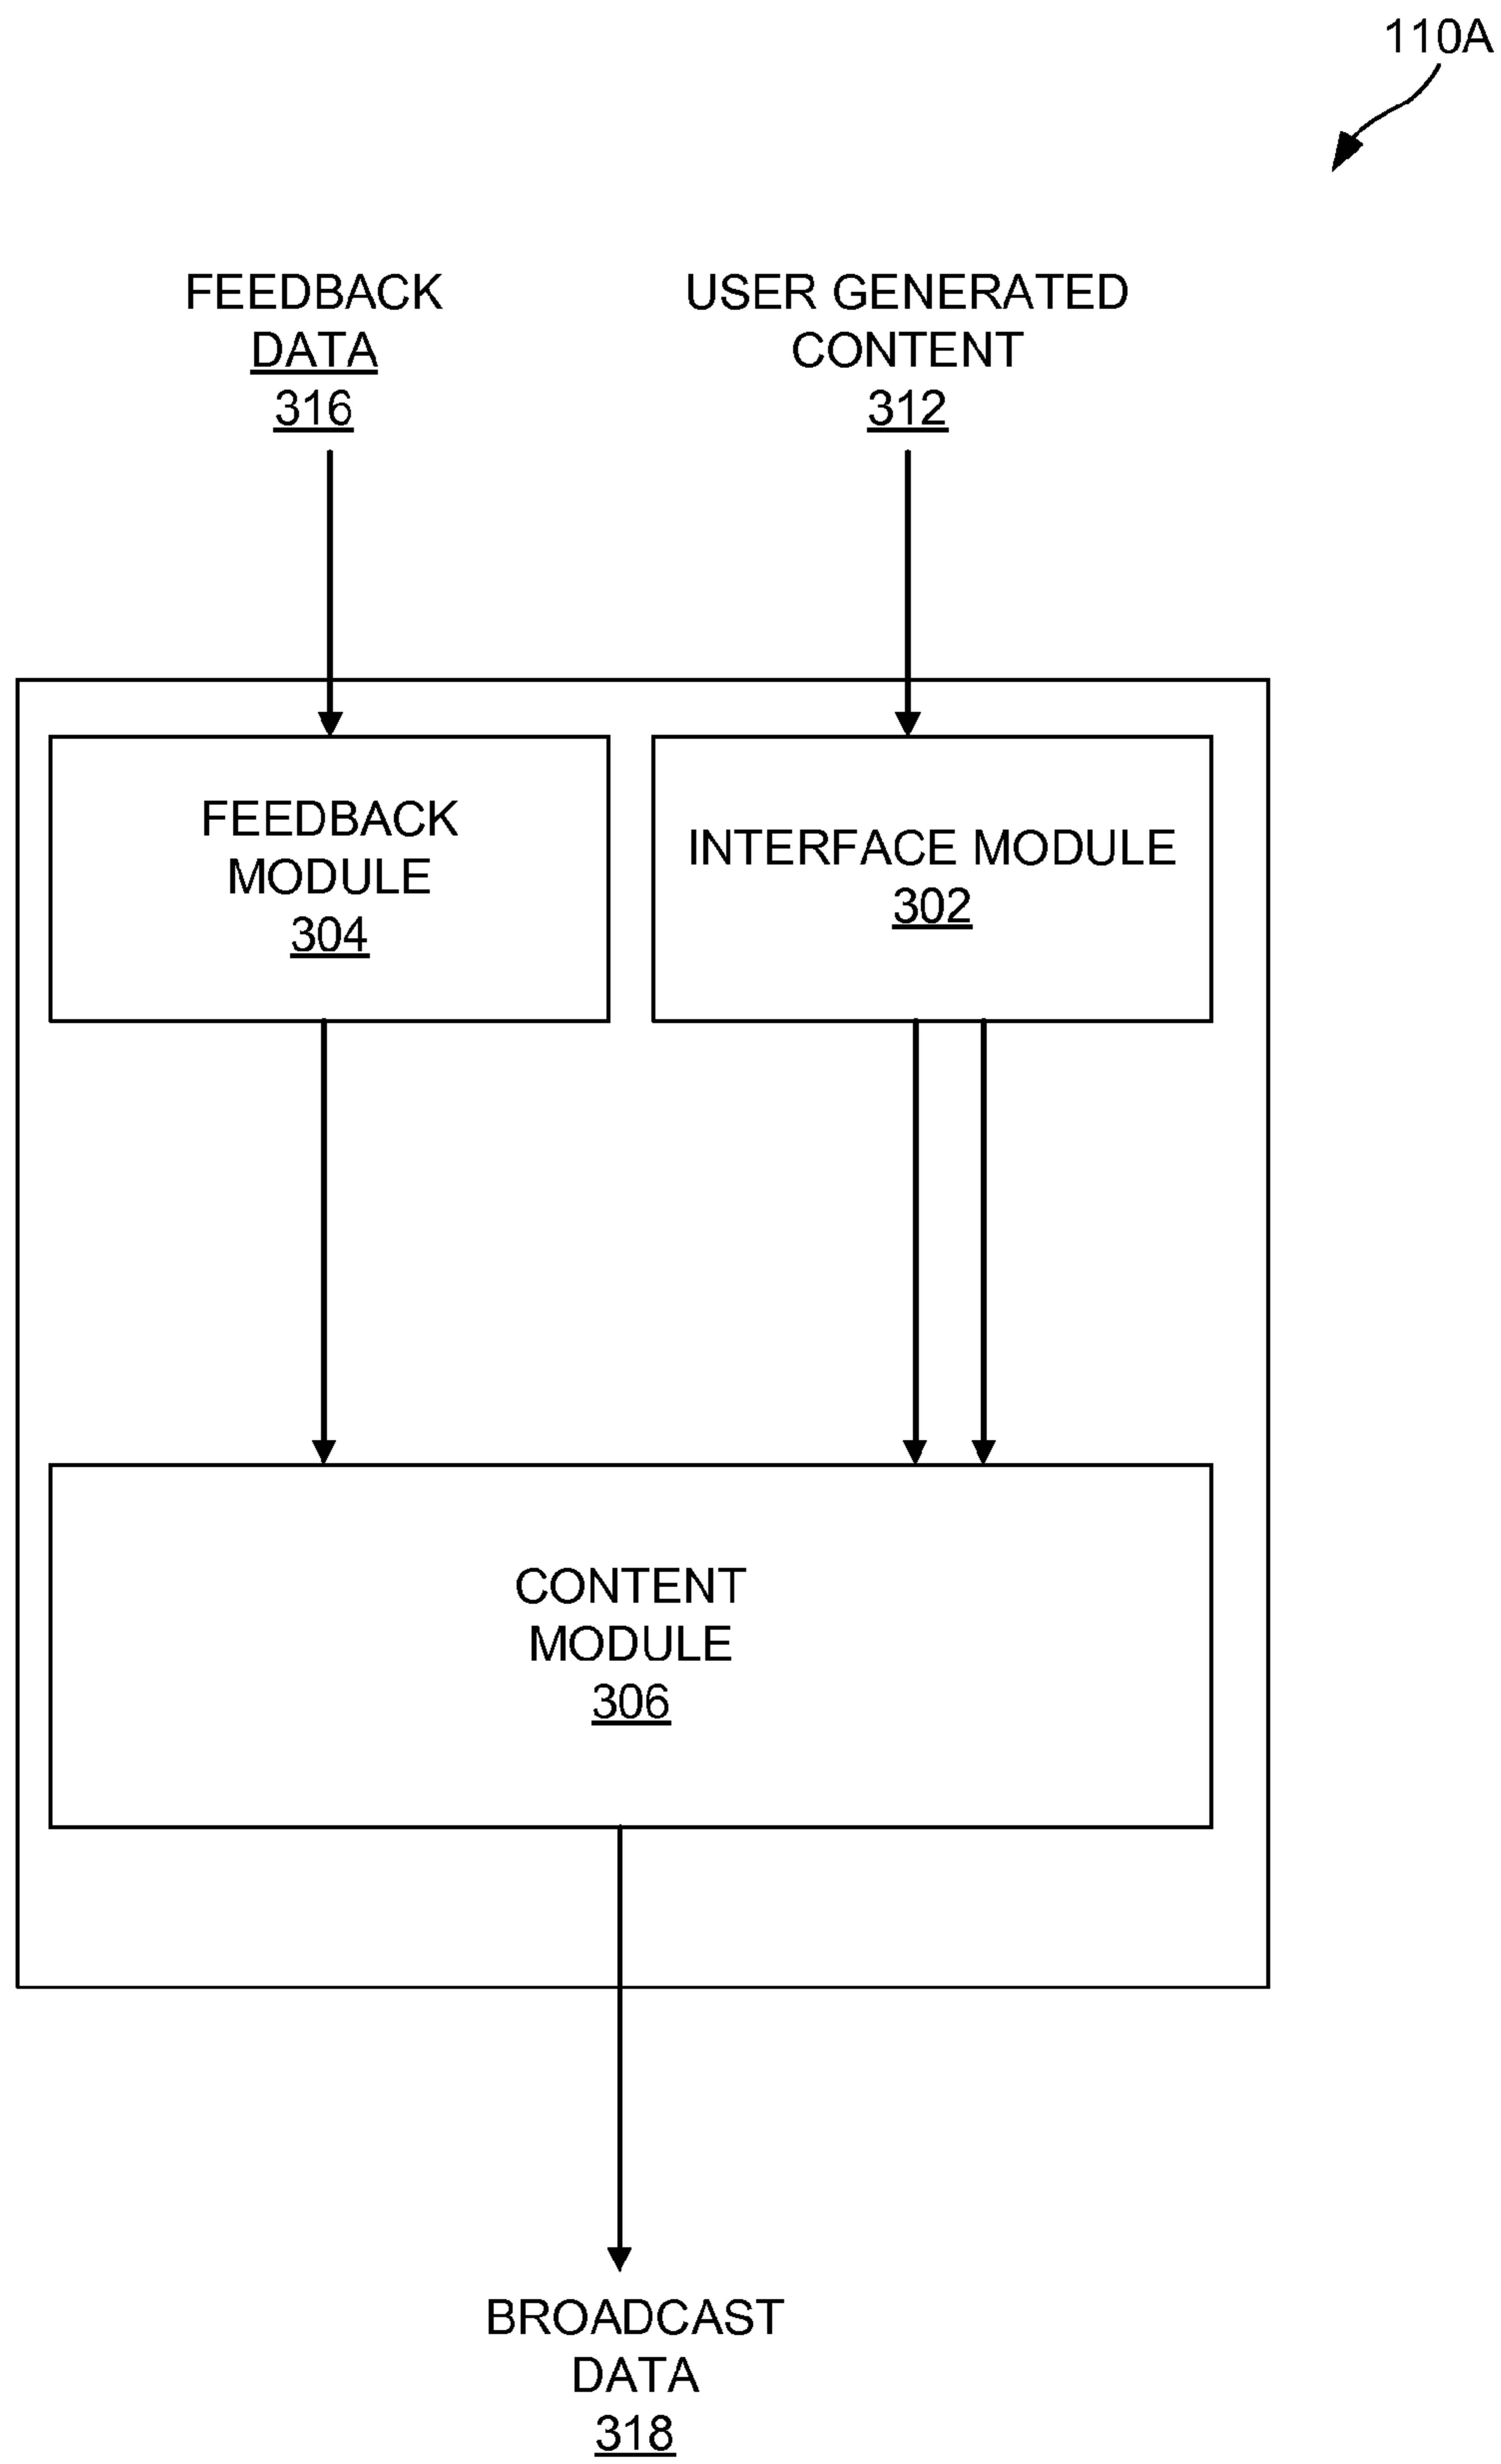 110A
FEEDBACK
DATA
316
USER GENERATED
CONTENT
312
FEEDBACK
MODULE
304
INTERFACE MODULE
302
CONTENT
MODULE
306
BROADCAST
DATA
318